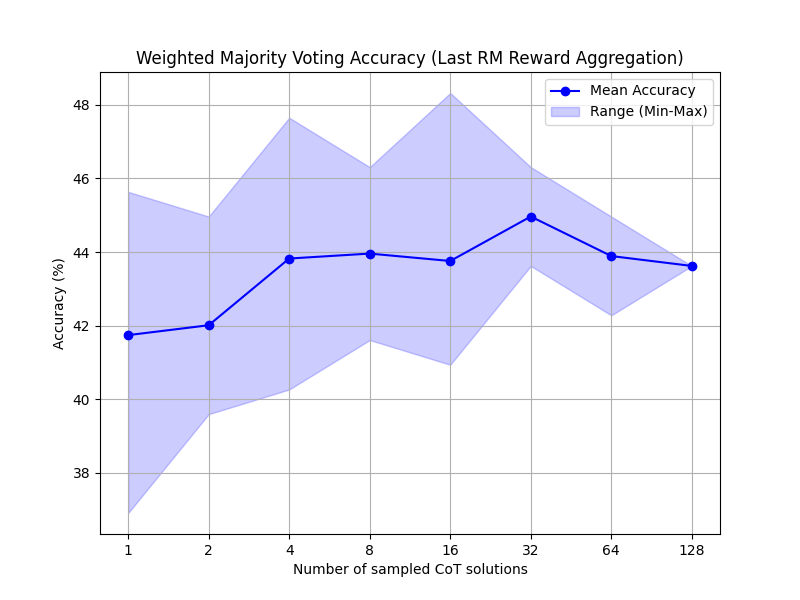 Weighted Majority Voting Accuracy (Last RM Reward Aggregation)
Mean Accuracy
Range (Min-Max)
48
46
44
42
40
38
Accuracy (%)
1 2 4 8 16 32 64 128
Number of sampled CoT solutions